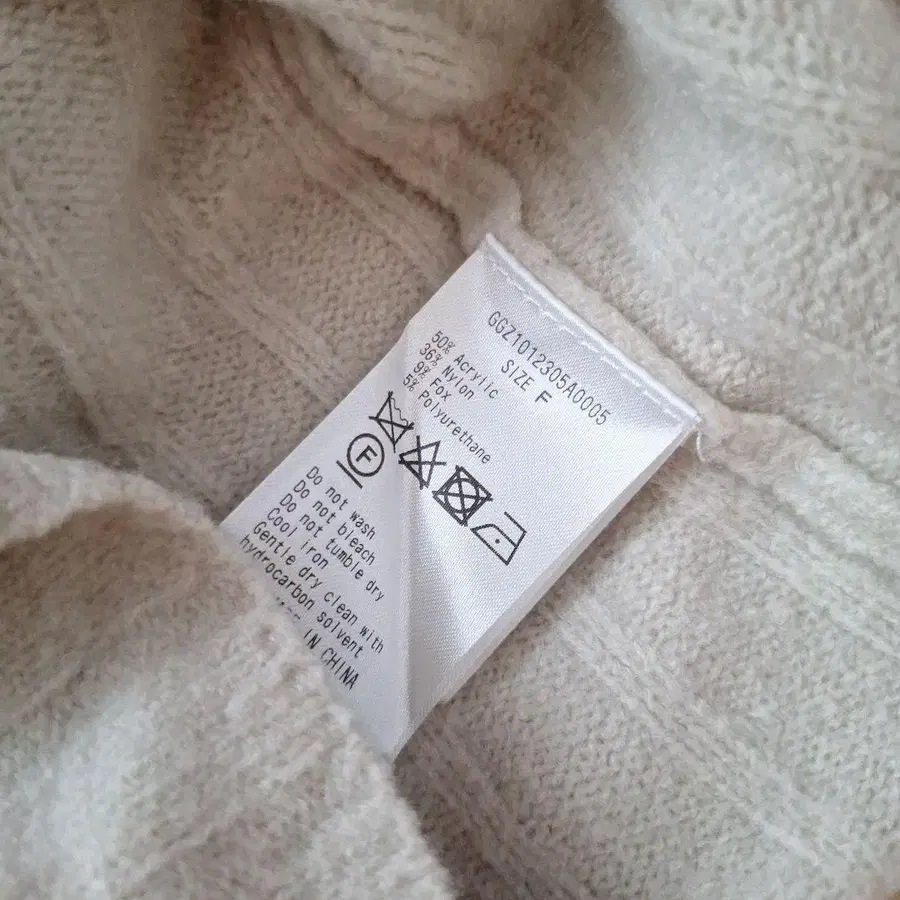 GGZ1012305A0005
SIZE F
50% Acrylic
36% Nylon
9% Fox
5% Polyurethane
F
Do not wash
Do not bleach
Do not tumble dry
Cool iron
Gentle dry clean with
hydrocarbon solvent
IN CHINA